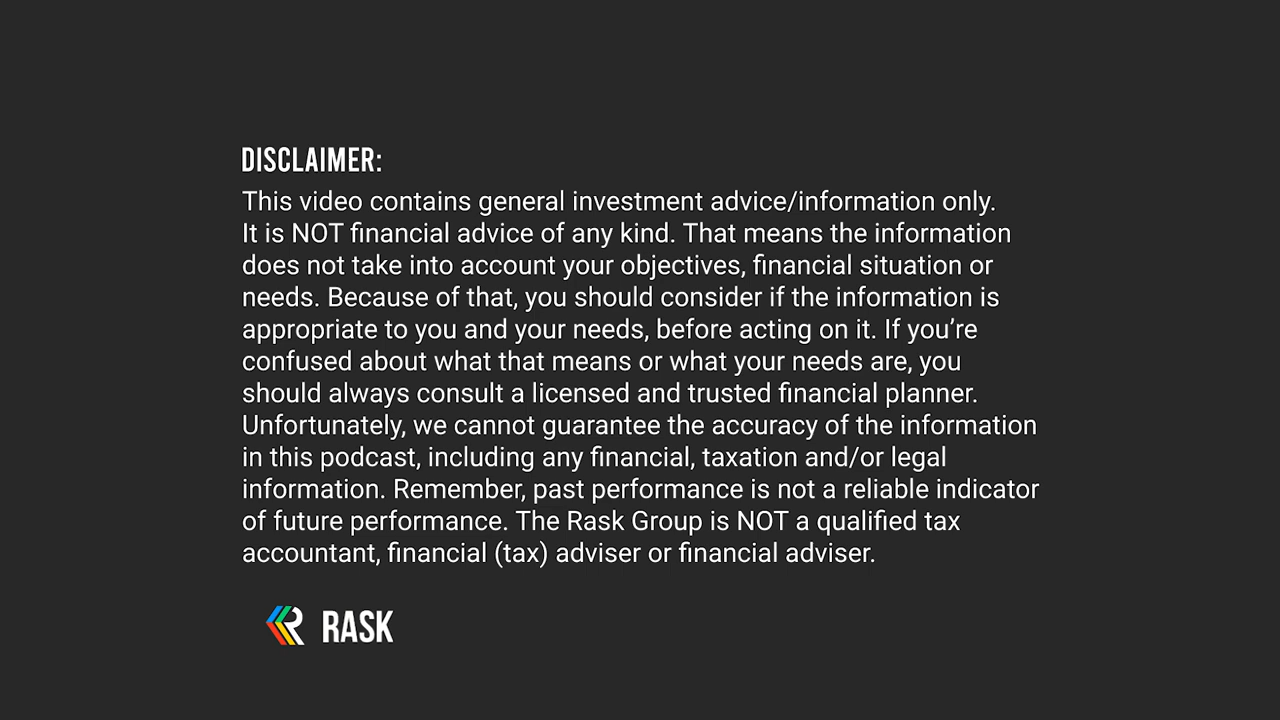 DISCLAIMER:
This video contains general investment advice/information only.
It is NOT financial advice of any kind. That means the information
does not take into account your objectives, financial situation or
needs. Because of that, you should consider if the information is
appropriate to you and your needs, before acting on it. If you’re
confused about what that means or what your needs are, you
should always consult a licensed and trusted financial planner.
Unfortunately, we cannot guarantee the accuracy of the information
in this podcast, including any financial, taxation and/or legal
information. Remember, past performance is not a reliable indicator
of future performance. The Rask Group is NOT a qualified tax
accountant, financial (tax) adviser or financial adviser.
RASK